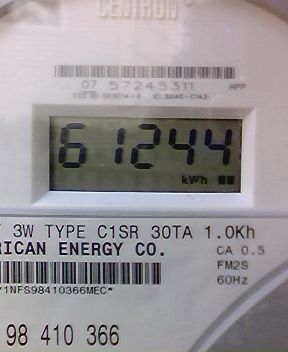 CENTRON
07 57245311 HPP
61244
kWh
3W TYPE C1SR 30TA 1.0Kh
RICAN ENERGY CO. CA 0.5
FM2S
*1NFS98410366MEC* 60Hz
98 410 366